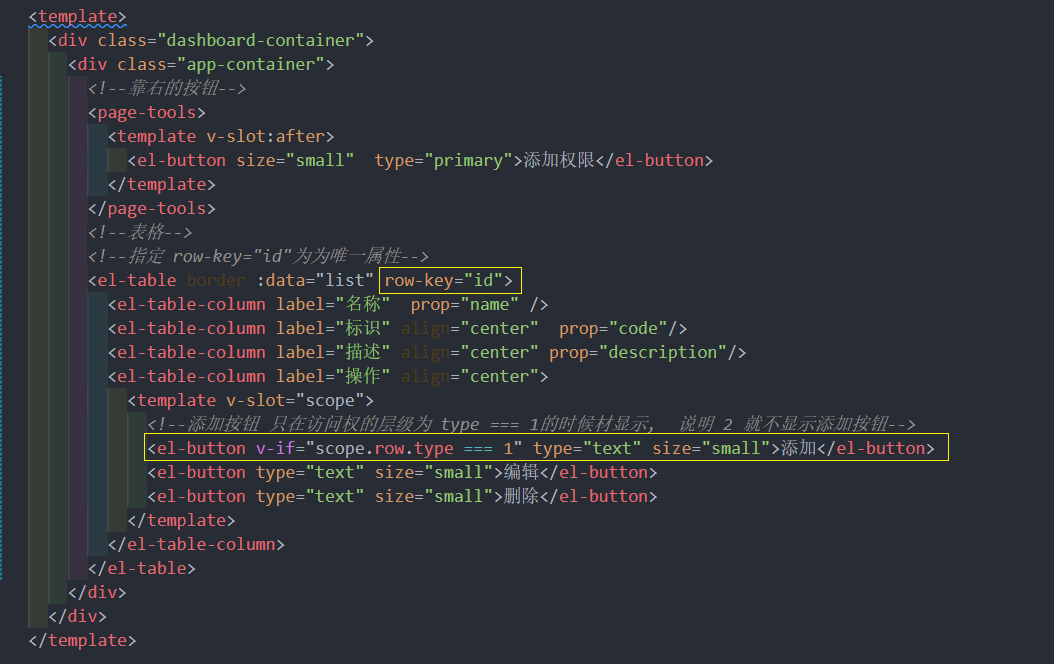 <template>
<div class="dashboard-container">
<div class="app-container">
<!--靠右的按钮-->
<page-tools>
<template v-slot:after>
<el-button size="small"  type="primary">添加权限</el-button>
</template>
</page-tools>
<!--表格-->
<!--指定 row-key="id"为为唯一属性-->
<el-table border :data="list" row-key="id">
<el-table-column label="名称"  prop="name" />
<el-table-column label="标识" align="center"  prop="code"/>
<el-table-column label="描述" align="center" prop="description"/>
<el-table-column label="操作" align="center">
<template v-slot="scope">
<!--添加按钮 只在访问权的层级为 type === 1的时候材显示,  说明 2 就不显示添加按钮-->
<el-button v-if="scope.row.type === 1" type="text" size="small">添加</el-button>
<el-button type="text" size="small">编辑</el-button>
<el-button type="text" size="small">删除</el-button>
</template>
</el-table-column>
</el-table>
</div>
</div>
</template>